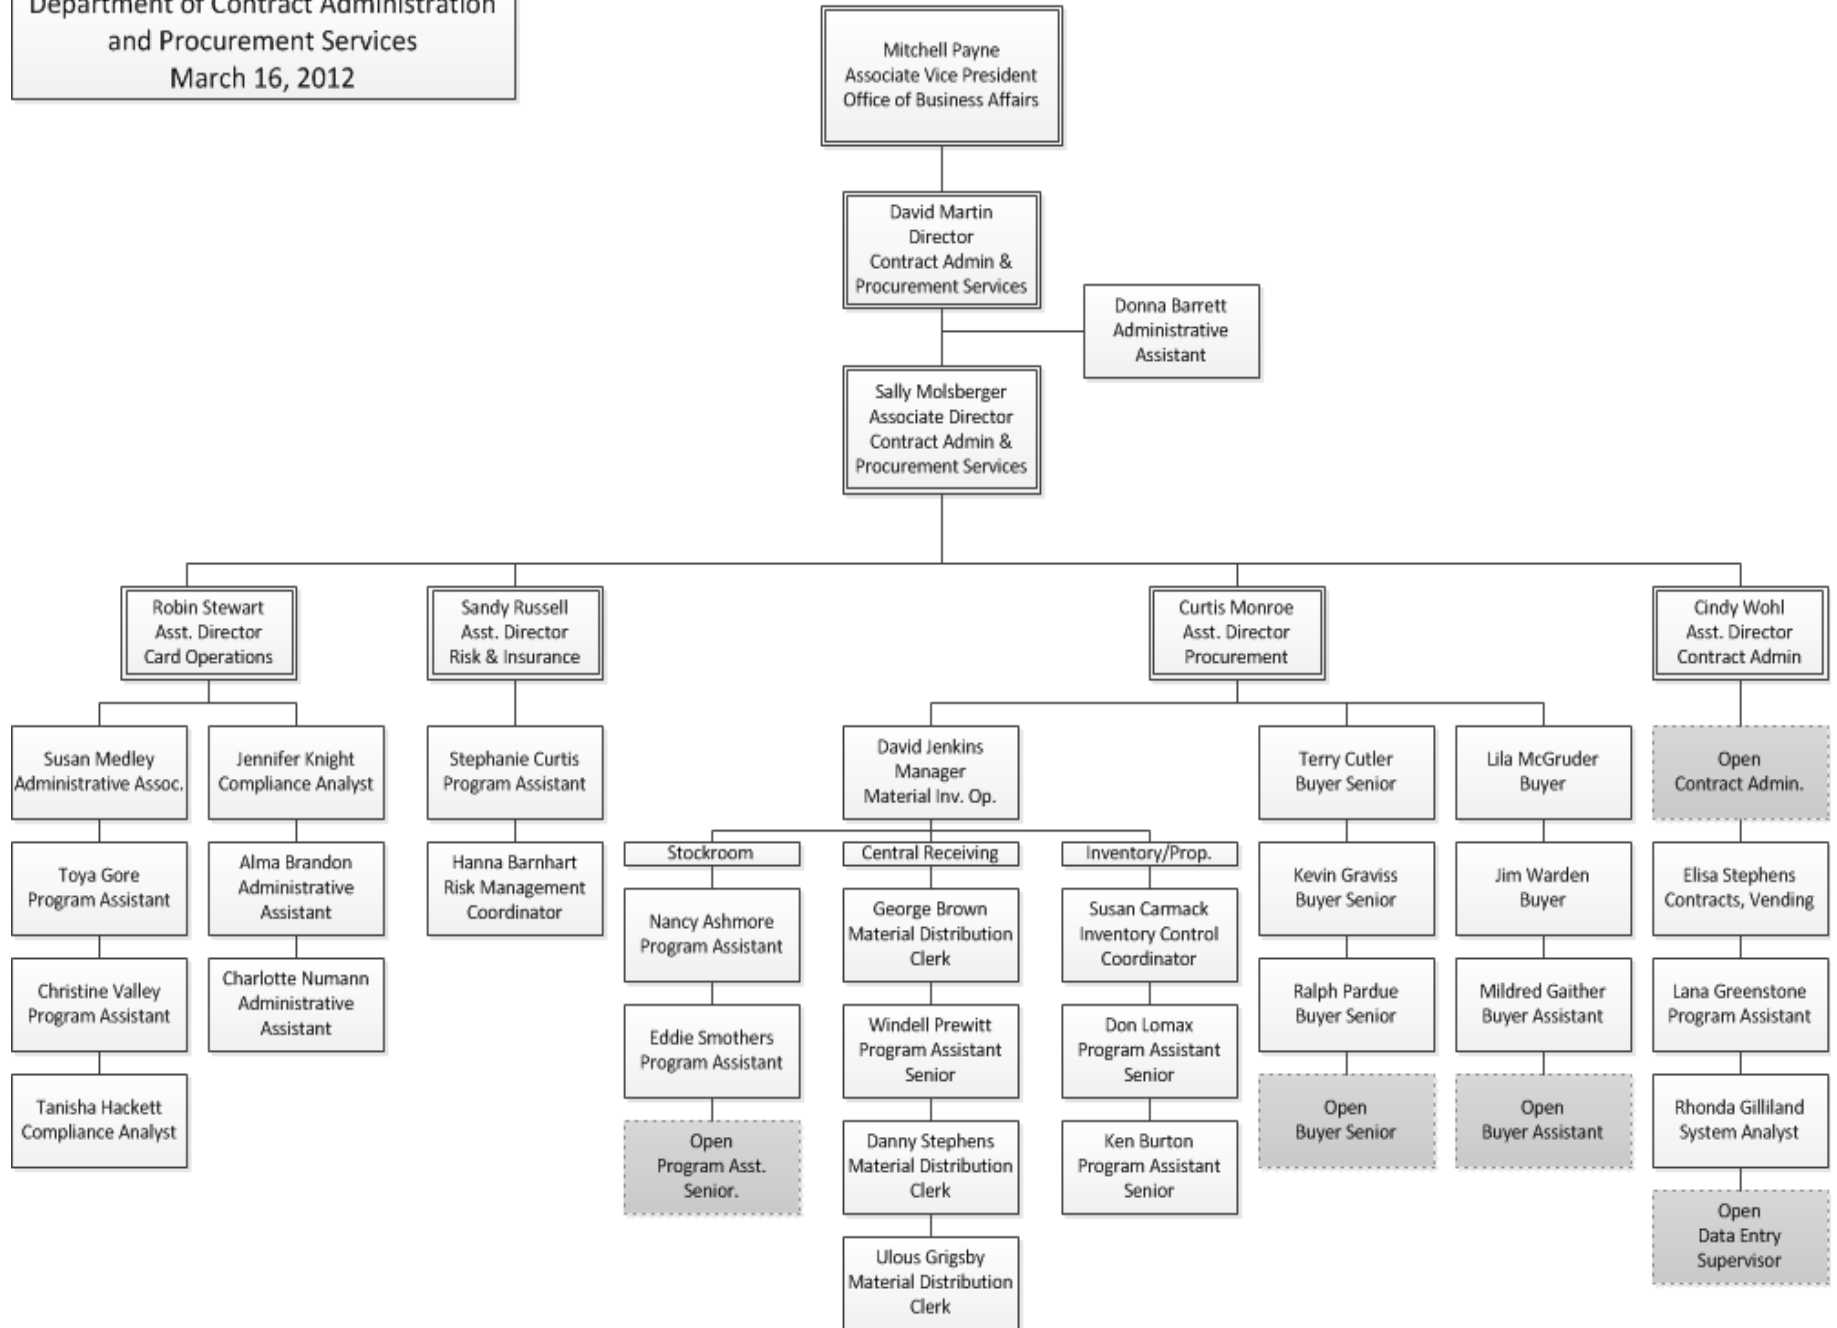 Department of Contract Administration
and Procurement Services
March 16, 2012
Mitchell Payne
Associate Vice President
Office of Business Affairs
David Martin
Director
Contract Admin &
Procurement Services
Donna Barrett
Administrative
Assistant
Sally Molsberger
Associate Director
Contract Admin &
Procurement Services
Robin Stewart
Asst. Director
Card Operations
Sandy Russell
Asst. Director
Risk & Insurance
Curtis Monroe
Asst. Director
Procurement
Cindy Wohl
Asst. Director
Contract Admin
Susan Medley
Administrative Assoc.
Toya Gore
Program Assistant
Christine Valley
Program Assistant
Tanisha Hackett
Compliance Analyst
Jennifer Knight
Compliance Analyst
Alma Brandon
Administrative
Assistant
Charlotte Numann
Administrative
Assistant
Stephanie Curtis
Program Assistant
Hanna Barnhart
Risk Management
Coordinator
David Jenkins
Manager
Material Inv. Op.
Stockroom
Nancy Ashmore
Program Assistant
Eddie Smothers
Program Assistant
Open
Program Asst.
Senior.
Central Receiving
George Brown
Material Distribution
Clerk
Windell Prewitt
Program Assistant
Senior
Danny Stephens
Material Distribution
Clerk
Ulous Grigsby
Material Distribution
Clerk
Inventory/Prop.
Susan Carmack
Inventory Control
Coordinator
Don Lomax
Program Assistant
Senior
Ken Burton
Program Assistant
Senior
Terry Cutler
Buyer Senior
Kevin Graviss
Buyer Senior
Ralph Pardue
Buyer Senior
Open
Buyer Senior
Lila McGruder
Buyer
Jim Warden
Buyer
Mildred Gaither
Buyer Assistant
Open
Buyer Assistant
Open
Contract Admin.
Elisa Stephens
Contracts, Vending
Lana Greenstone
Program Assistant
Rhonda Gilliland
System Analyst
Open
Data Entry
Supervisor